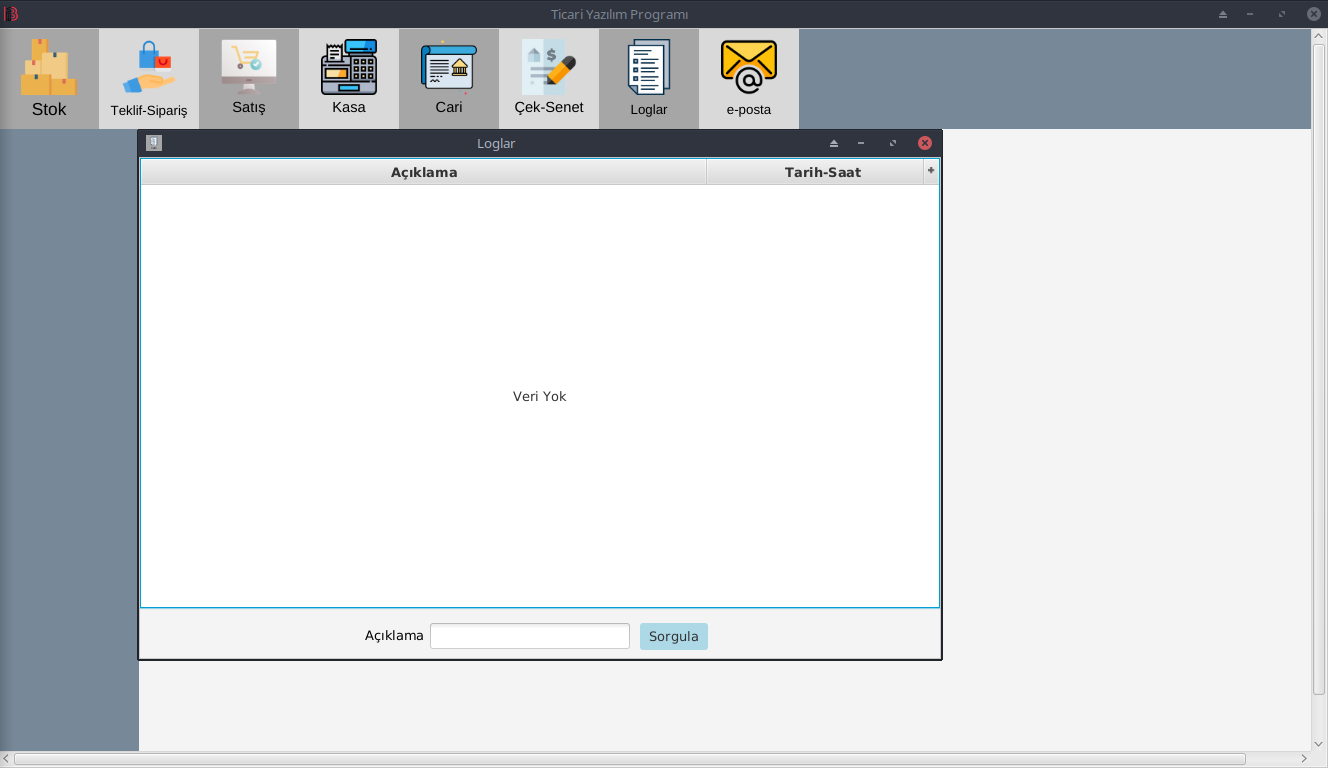 Ticari Yazılım Programı
Stok
Teklif-Sipariş
Satış
Kasa
Cari
Çek-Senet
Loglar
e-posta
Loglar
Açıklama
Tarih-Saat
+
Veri Yok
Açıklama
Sorgula